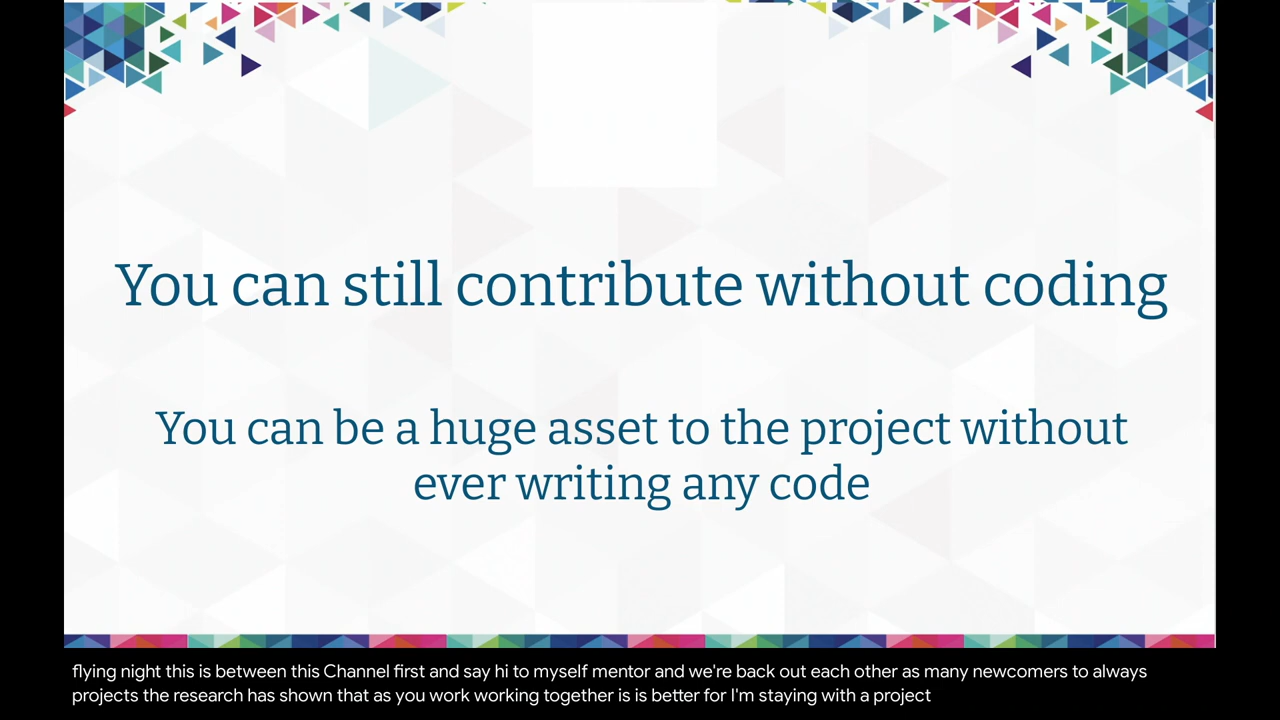 You can still contribute without coding
You can be a huge asset to the project without
ever writing any code
flying night this is between this Channel first and say hi to myself mentor and we're back out each other as many newcomers to always
projects the research has shown that as you work working together is is better for I'm staying with a project